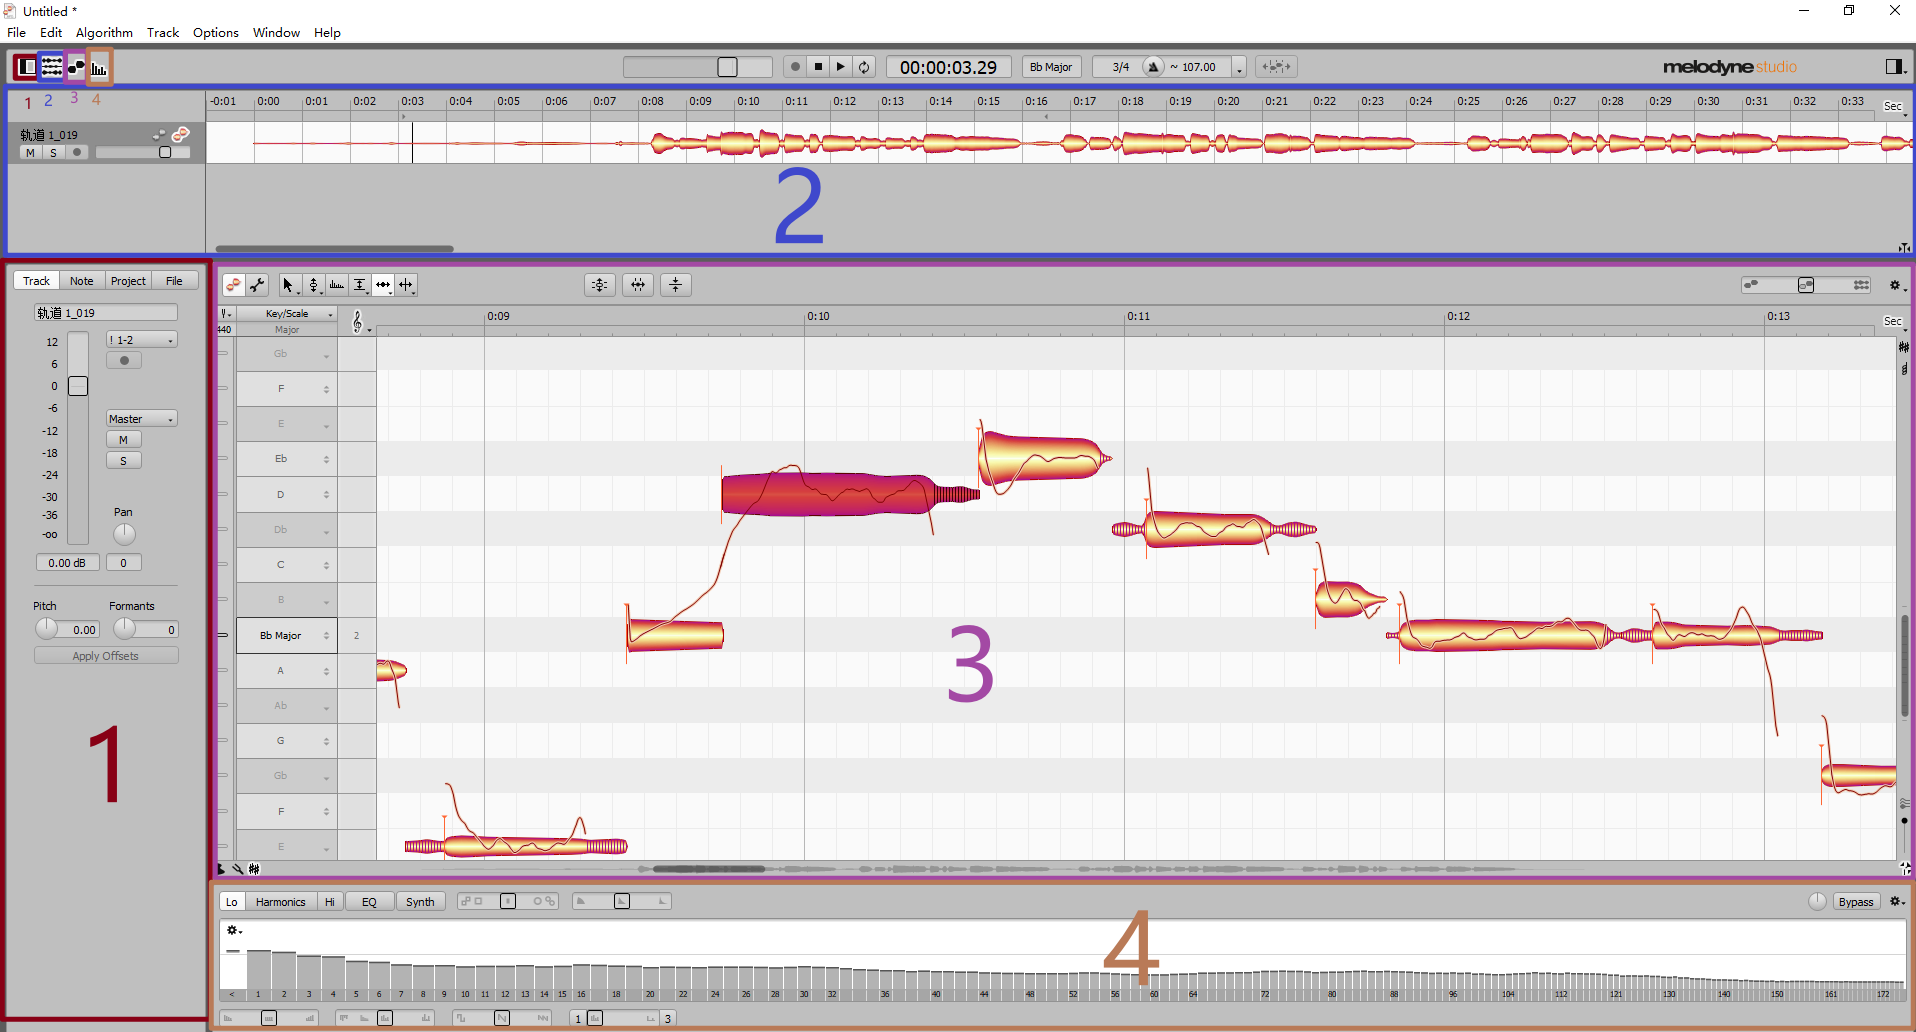 Untitled *
File Edit Algorithm Track Options Window Help
00:00:03.29 Bb Major 3/4 ~ 107.00 melodyne studio
1 2 3 4
-0:01 0:00 0:01 0:02 0:03 0:04 0:05 0:06 0:07 0:08 0:09 0:10 0:11 0:12 0:13 0:14 0:15 0:16 0:17 0:18 0:19 0:20 0:21 0:22 0:23 0:24 0:25 0:26 0:27 0:28 0:29 0:30 0:31 0:32 0:33 Sec
轨道 1_019
M S
2
Track Note Project File
轨道 1_019
12
6
0
-6
-12
-18
-24
-30
-36
-oo
! 1-2
Master
M
S
Pan
0.00 dB 0
Pitch Formants
0.00 0
Apply Offsets
1
Key/Scale
440 Major
0:09 0:10 0:11 0:12 0:13 Sec
Gb
F
E
Eb
D
Db
C
B
Bb Major 2
A
Ab
G
Gb
F
E
3
Lo Harmonics Hi EQ Synth Bypass
4
< 1 2 3 4 5 6 7 8 9 10 11 12 13 14 15 16 18 20 22 24 26 28 30 32 36 40 44 48 52 56 60 64 72 80 88 96 104 112 121 130 140 150 161 172
1 3